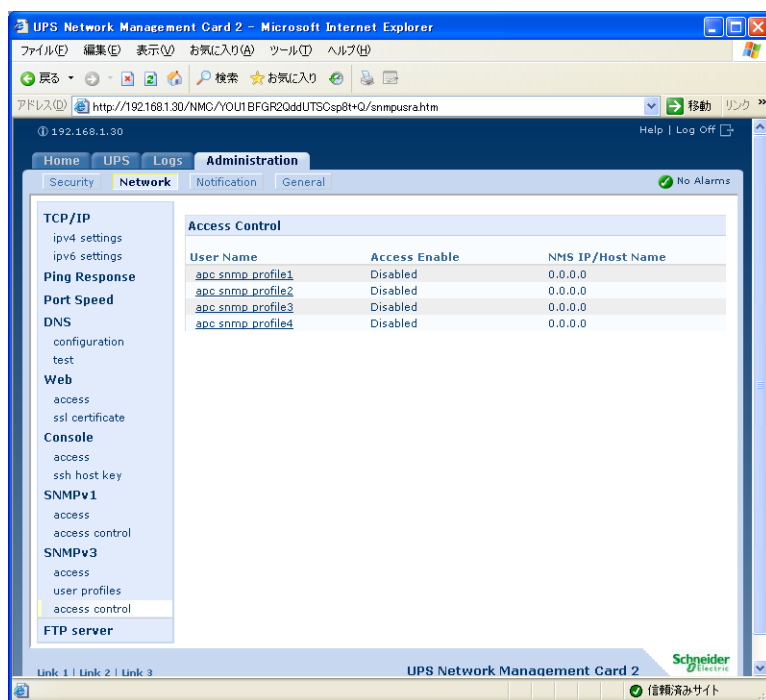 UPS Network Management Card 2 - Microsoft Internet Explorer
ファイル(F) 編集(E) 表示(V) お気に入り(A) ツール(T) ヘルプ(H)
戻る 検索 お気に入り
アドレス(D) http://192.168.1.30/NMC/YOU1BFGR2QddUTSCsp8t+Q/snmpusra.htm 移動 リンク »
192.168.1.30 Help | Log Off
Home UPS Logs Administration
Security Network Notification General No Alarms
TCP/IP
ipv4 settings
ipv6 settings
Ping Response
Port Speed
DNS
configuration
test
Web
access
ssl certificate
Console
access
ssh host key
SNMPv1
access
access control
SNMPv3
access
user profiles
access control
FTP server
Access Control
User Name Access Enable NMS IP/Host Name
apc snmp profile1 Disabled 0.0.0.0
apc snmp profile2 Disabled 0.0.0.0
apc snmp profile3 Disabled 0.0.0.0
apc snmp profile4 Disabled 0.0.0.0
Link 1 | Link 2 | Link 3 UPS Network Management Card 2 Schneider Electric
信頼済みサイト